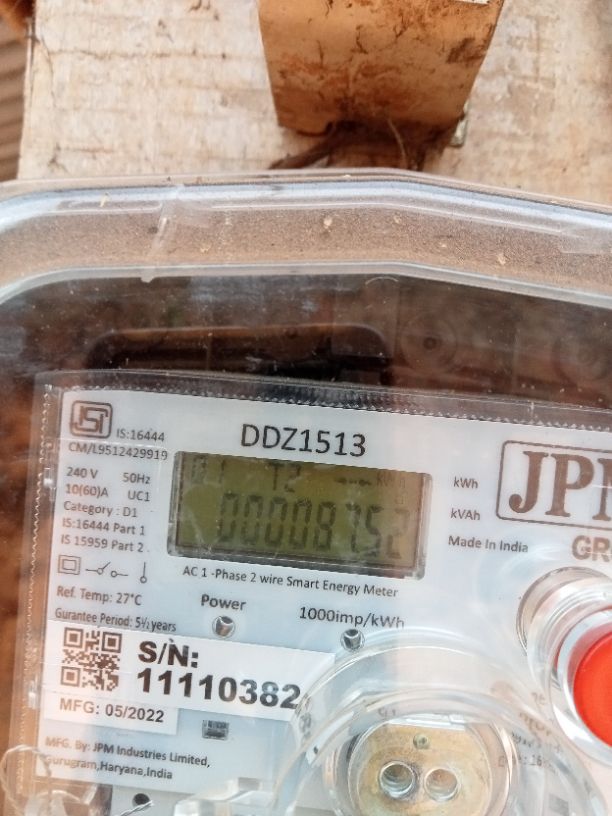 IS:16444
CM/L9512429919
DDZ1513
240 V 50Hz
10(60)A UC1
Category : D1
IS:16444 Part 1
IS 15959 Part 2
T2
00008752
kWh
kVAh
JPM
Made In India
AC 1 -Phase 2 wire Smart Energy Meter
Ref. Temp: 27°C
Gurantee Period: 5½ years
Power
1000imp/kWh
S/N:
11110382
MFG: 05/2022
MFG. By: JPM Industries Limited,
Gurugram,Haryana,India